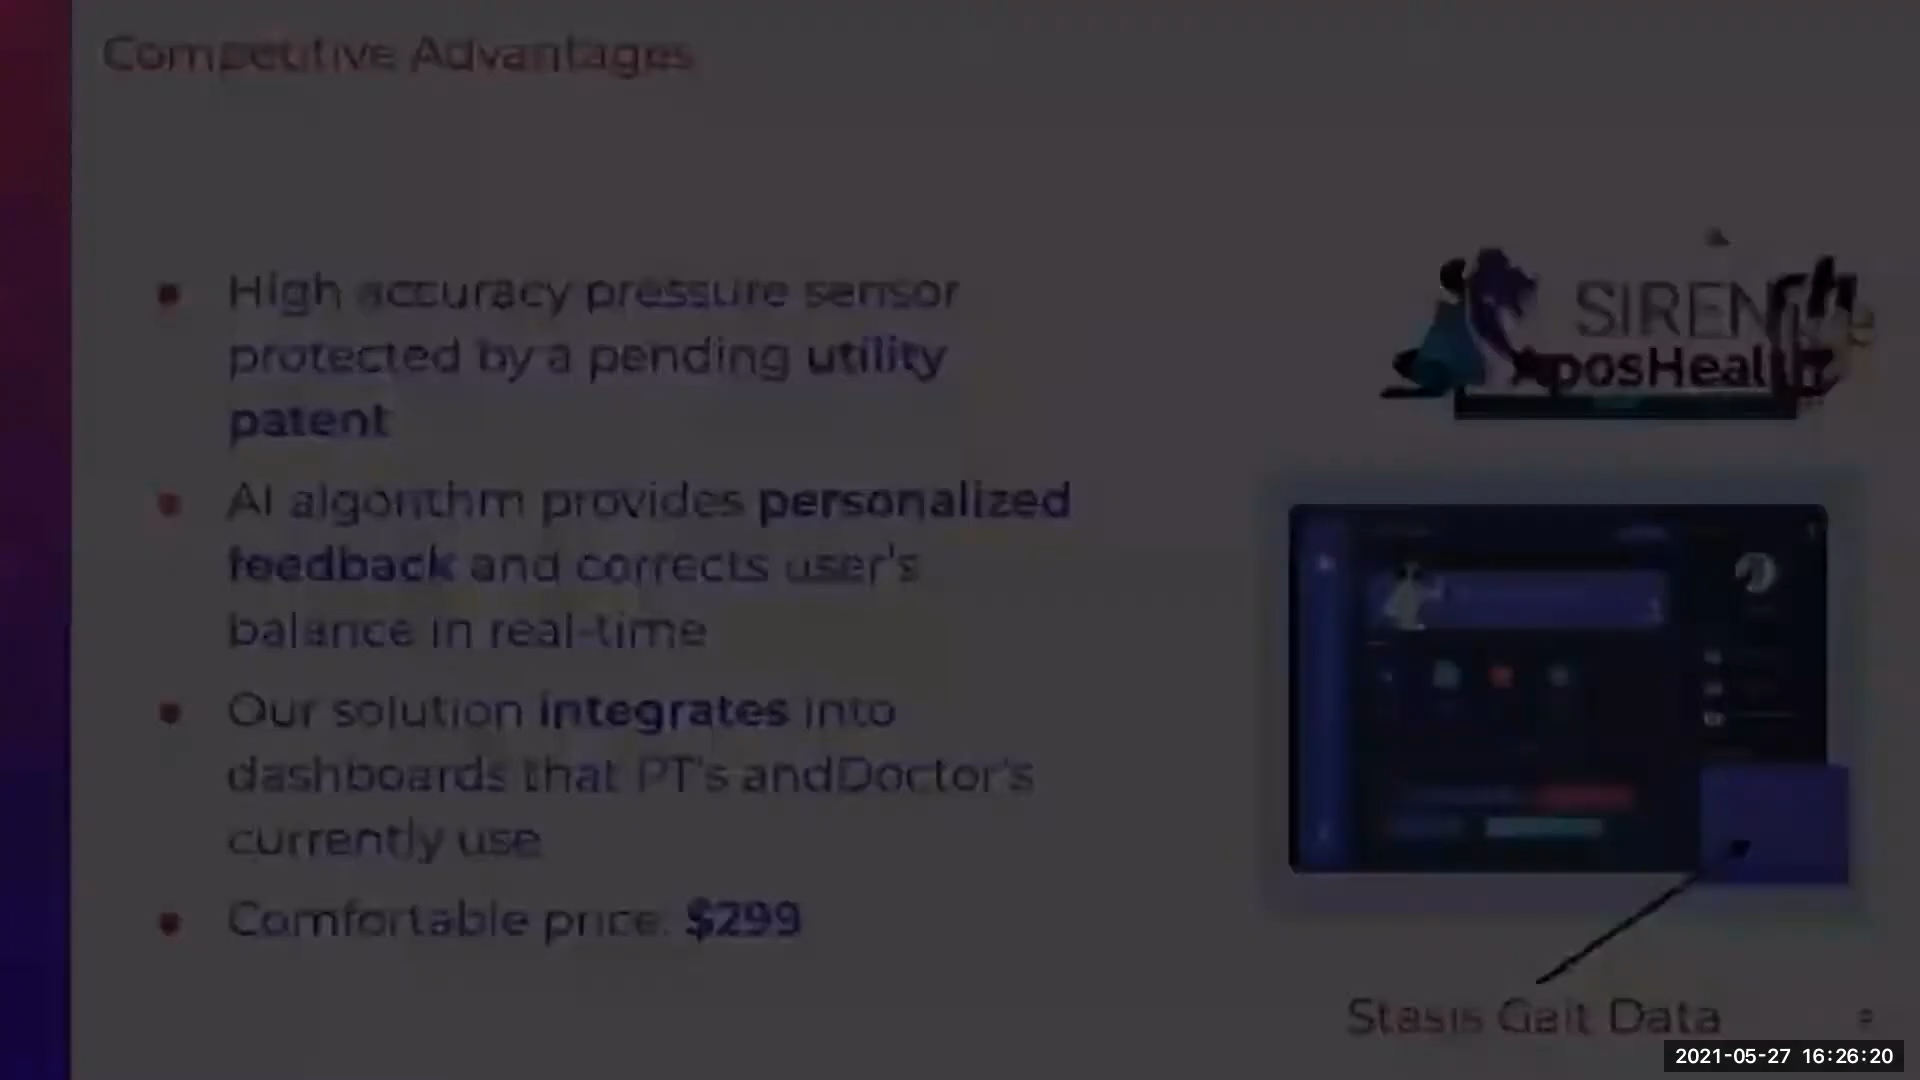 Competitive Advantages
High accuracy pressure sensor
protected by a pending utility
patent
AI algorithm provides personalized
feedback and corrects user's
balance in real-time
Our solution integrates into
dashboards that PT's andDoctor's
currently use
Comfortable price: $299
SIREN
AposHealth
Stasis Gait Data
2021-05-27 16:26:20